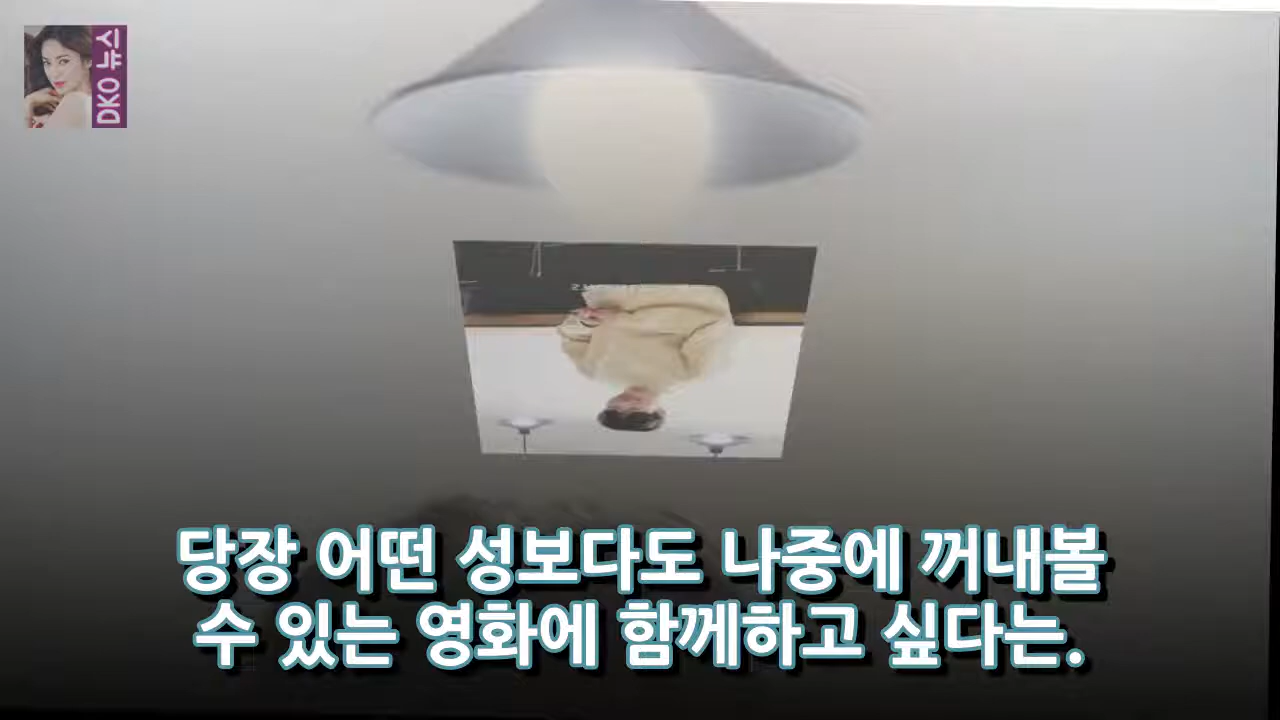 DKO 뉴스
당장 어떤 성보다도 나중에 꺼내볼
수 있는 영화에 함께하고 싶다는.